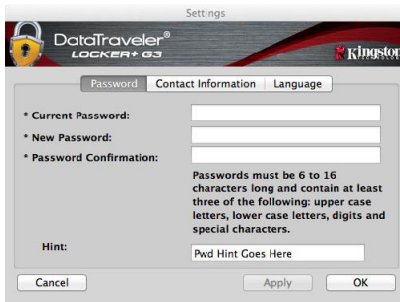 Settings
DataTraveler®
LOCKER+ G3
Kingston
Password Contact Information Language
* Current Password:
* New Password:
* Password Confirmation:
Passwords must be 6 to 16
characters long and contain at least
three of the following: upper case
letters, lower case letters, digits and
special characters.
Hint: Pwd Hint Goes Here
Cancel Apply OK